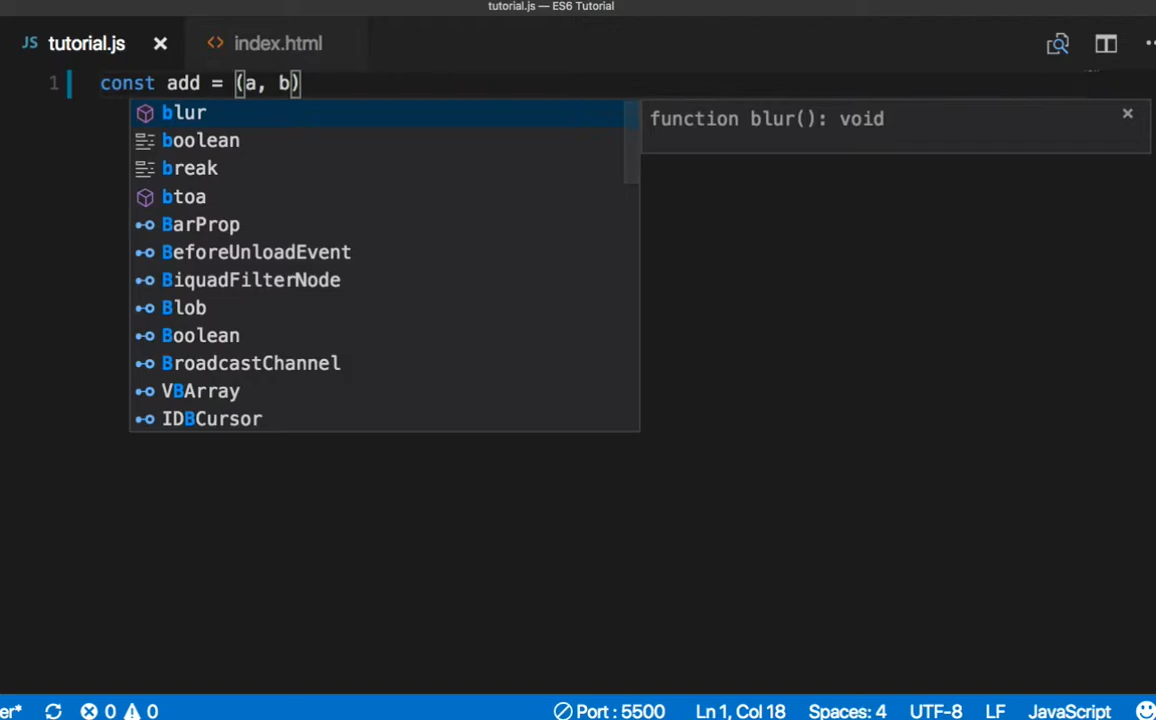 tutorial.js — ES6 Tutorial
JS tutorial.js × <> index.html
1 const add = (a, b)
blur
function blur(): void ×
boolean
break
btoa
BarProp
BeforeUnloadEvent
BiquadFilterNode
Blob
Boolean
BroadcastChannel
VBArray
IDBCursor
er* 0 0 Port : 5500 Ln 1, Col 18 Spaces: 4 UTF-8 LF JavaScript